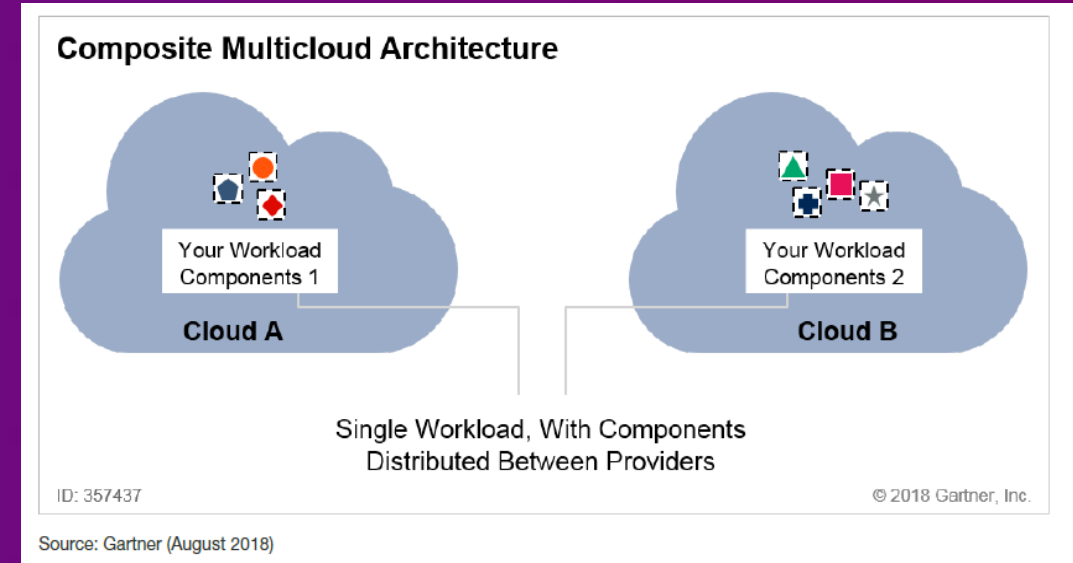 Composite Multicloud Architecture
Your Workload
Components 1
Cloud A
Your Workload
Components 2
Cloud B
Single Workload, With Components
Distributed Between Providers
ID: 357437
© 2018 Gartner, Inc.
Source: Gartner (August 2018)